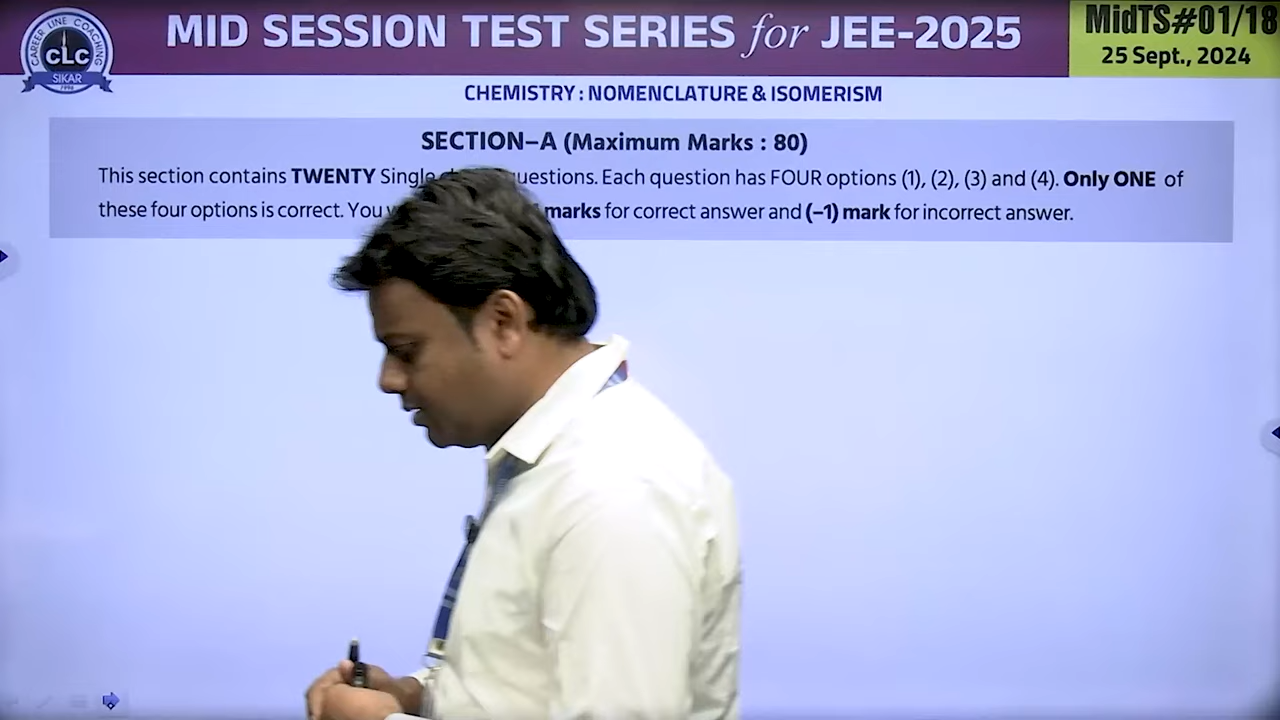 CAREER LINE COACHING
CLC
SIKAR
1996
MID SESSION TEST SERIES for JEE-2025
MidTS#01/18
25 Sept., 2024
CHEMISTRY : NOMENCLATURE & ISOMERISM
SECTION–A (Maximum Marks : 80)
This section contains TWENTY Single questions. Each question has FOUR options (1), (2), (3) and (4). Only ONE of
these four options is correct. You marks for correct answer and (–1) mark for incorrect answer.